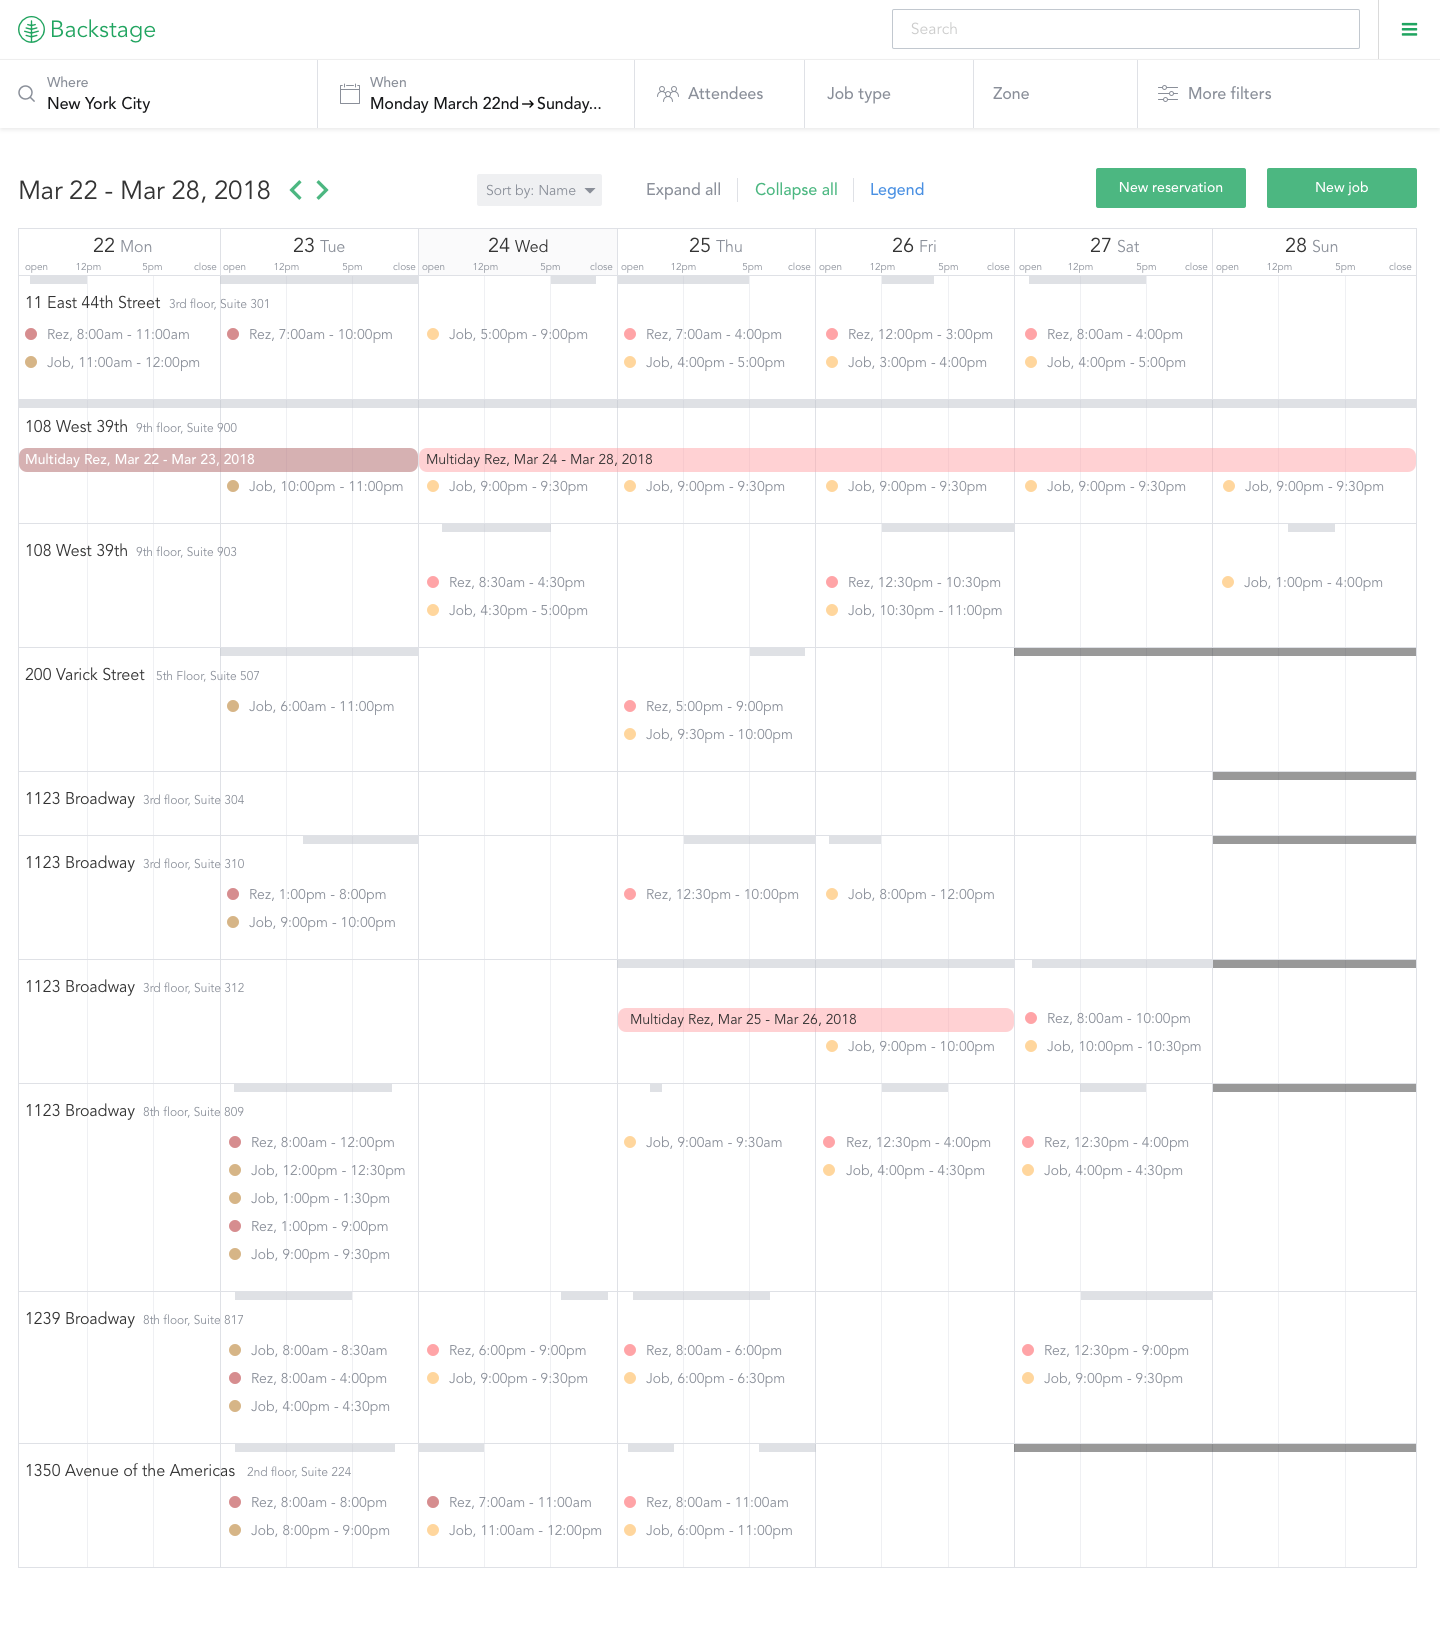 Backstage
Search
Where
New York City
When
Monday March 22nd→Sunday...
Attendees
Job type
Zone
More filters
Mar 22 - Mar 28, 2018
Sort by: Name
Expand all
Collapse all
Legend
New reservation
New job
22 Mon 23 Tue 24 Wed 25 Thu 26 Fri 27 Sat 28 Sun
open 12pm 5pm close open 12pm 5pm close open 12pm 5pm close open 12pm 5pm close open 12pm 5pm close open 12pm 5pm close open 12pm 5pm close
11 East 44th Street 3rd floor, Suite 301
Rez, 8:00am - 11:00am Rez, 7:00am - 10:00pm Job, 5:00pm - 9:00pm Rez, 7:00am - 4:00pm Rez, 12:00pm - 3:00pm Rez, 8:00am - 4:00pm
Job, 11:00am - 12:00pm Job, 4:00pm - 5:00pm Job, 3:00pm - 4:00pm Job, 4:00pm - 5:00pm
108 West 39th 9th floor, Suite 900
Multiday Rez, Mar 22 - Mar 23, 2018 Multiday Rez, Mar 24 - Mar 28, 2018
Job, 10:00pm - 11:00pm Job, 9:00pm - 9:30pm Job, 9:00pm - 9:30pm Job, 9:00pm - 9:30pm Job, 9:00pm - 9:30pm Job, 9:00pm - 9:30pm
108 West 39th 9th floor, Suite 903
Rez, 8:30am - 4:30pm Rez, 12:30pm - 10:30pm Job, 1:00pm - 4:00pm
Job, 4:30pm - 5:00pm Job, 10:30pm - 11:00pm
200 Varick Street 5th Floor, Suite 507
Job, 6:00am - 11:00pm Rez, 5:00pm - 9:00pm
Job, 9:30pm - 10:00pm
1123 Broadway 3rd floor, Suite 304
1123 Broadway 3rd floor, Suite 310
Rez, 1:00pm - 8:00pm Rez, 12:30pm - 10:00pm Job, 8:00pm - 12:00pm
Job, 9:00pm - 10:00pm
1123 Broadway 3rd floor, Suite 312
Multiday Rez, Mar 25 - Mar 26, 2018 Rez, 8:00am - 10:00pm
Job, 9:00pm - 10:00pm Job, 10:00pm - 10:30pm
1123 Broadway 8th floor, Suite 809
Rez, 8:00am - 12:00pm Job, 9:00am - 9:30am Rez, 12:30pm - 4:00pm Rez, 12:30pm - 4:00pm
Job, 12:00pm - 12:30pm Job, 4:00pm - 4:30pm Job, 4:00pm - 4:30pm
Job, 1:00pm - 1:30pm
Rez, 1:00pm - 9:00pm
Job, 9:00pm - 9:30pm
1239 Broadway 8th floor, Suite 817
Job, 8:00am - 8:30am Rez, 6:00pm - 9:00pm Rez, 8:00am - 6:00pm Rez, 12:30pm - 9:00pm
Rez, 8:00am - 4:00pm Job, 9:00pm - 9:30pm Job, 6:00pm - 6:30pm Job, 9:00pm - 9:30pm
Job, 4:00pm - 4:30pm
1350 Avenue of the Americas 2nd floor, Suite 224
Rez, 8:00am - 8:00pm Rez, 7:00am - 11:00am Rez, 8:00am - 11:00am
Job, 8:00pm - 9:00pm Job, 11:00am - 12:00pm Job, 6:00pm - 11:00pm